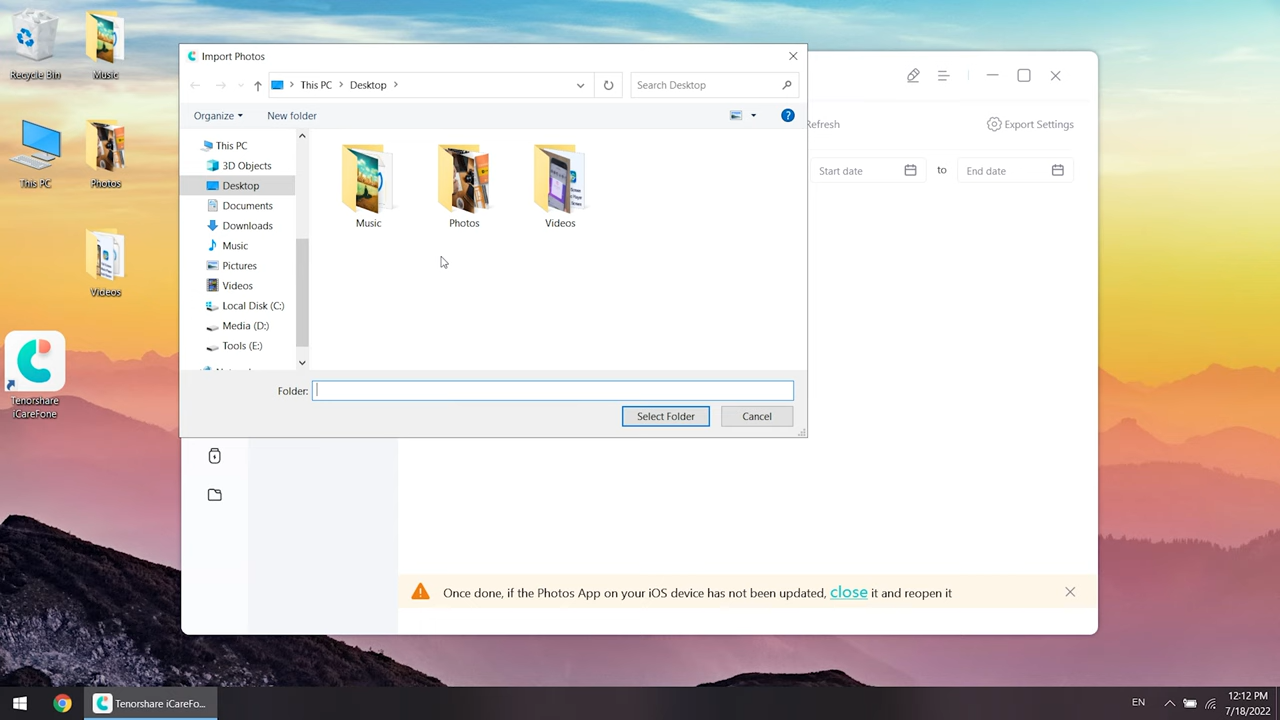 Recycle Bin
Music
This PC
Photos
Videos
Tenorshare
iCareFone
Import Photos
This PC
Desktop
Search Desktop
Organize
New folder
?
This PC
3D Objects
Desktop
Documents
Downloads
Music
Pictures
Videos
Local Disk (C:)
Media (D:)
Tools (E:)
Music
Photos
Videos
Folder:
Select Folder
Cancel
Refresh
Export Settings
Start date
to
End date
Once done, if the Photos App on your iOS device has not been updated, close it and reopen it
Tenorshare iCareFo...
EN
12:12 PM
7/18/2022